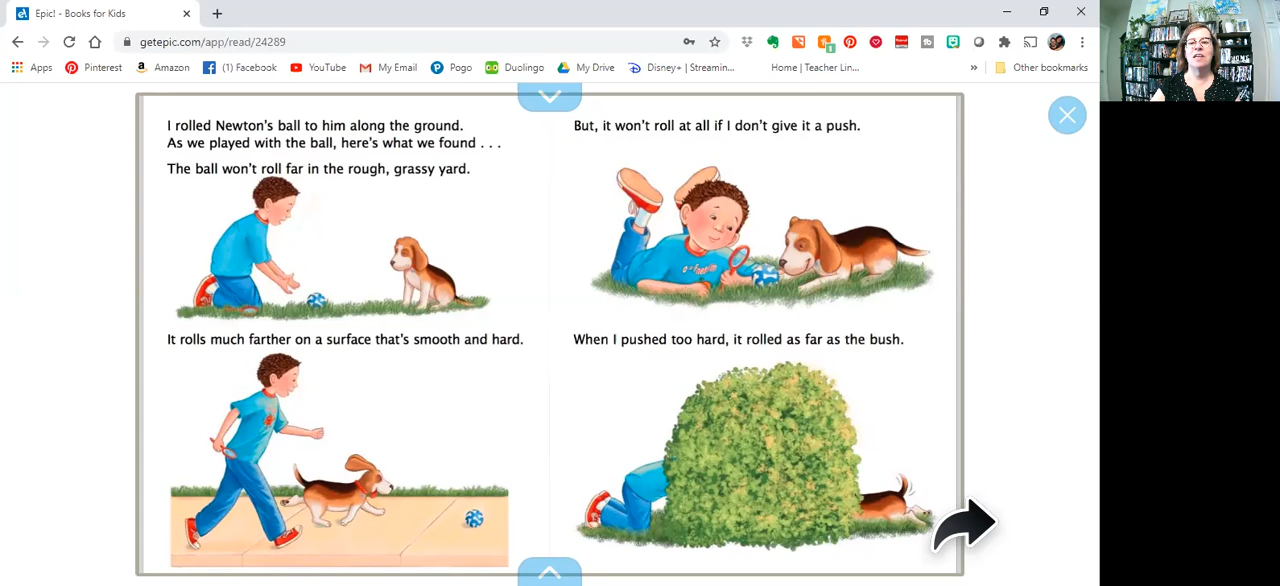 Epic! - Books for Kids
getepic.com/app/read/24289
Apps Pinterest Amazon (1) Facebook YouTube My Email Pogo Duolingo My Drive Disney+ | Streamin... Home | Teacher Lin... » Other bookmarks
I rolled Newton's ball to him along the ground.
As we played with the ball, here's what we found . . .
The ball won't roll far in the rough, grassy yard.
It rolls much farther on a surface that's smooth and hard.
But, it won't roll at all if I don't give it a push.
When I pushed too hard, it rolled as far as the bush.